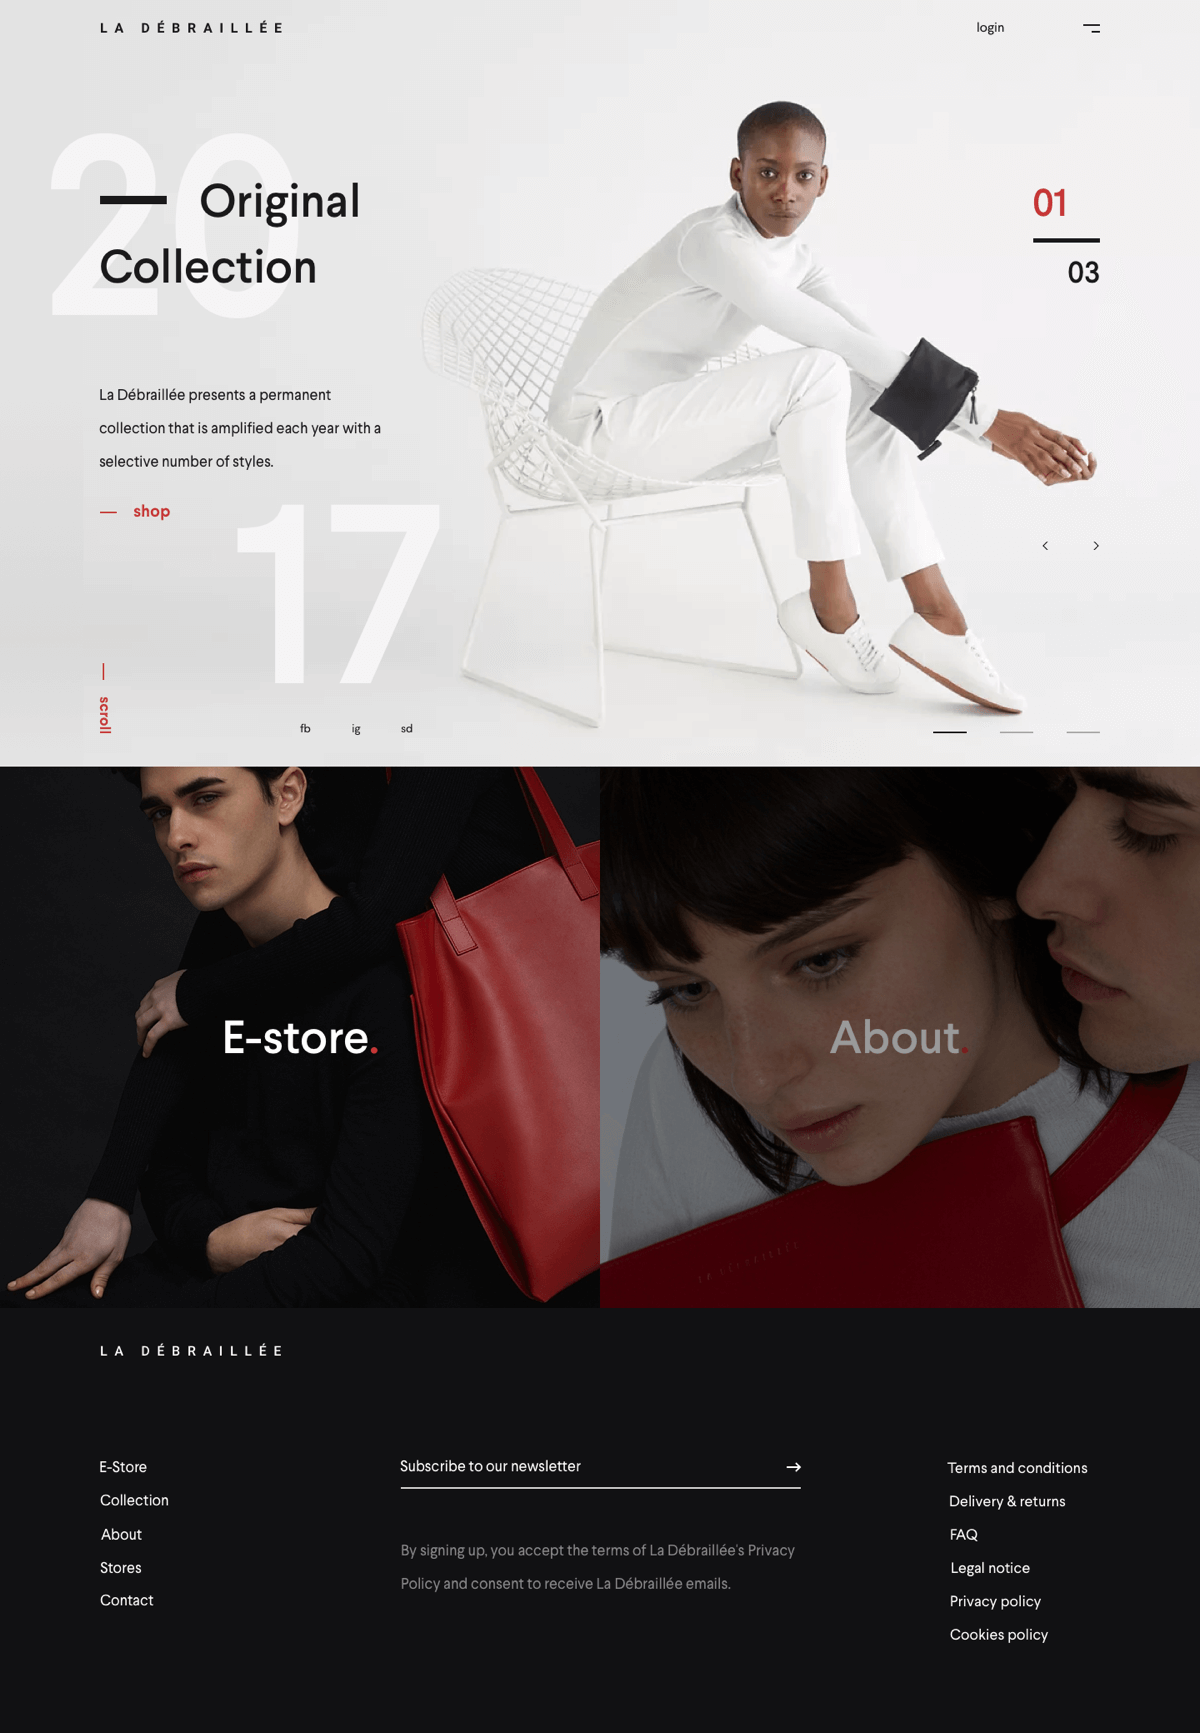 LA DÉBRAILLÉE
login
20
Original
Collection
01
03
La Débraillée presents a permanent
collection that is amplified each year with a
selective number of styles.
shop
17
scroll
fb ig sd
E-store.
About.
LA DÉBRAILLÉE
E-Store
Collection
About
Stores
Contact
Subscribe to our newsletter
By signing up, you accept the terms of La Débraillée's Privacy
Policy and consent to receive La Débraillée emails.
Terms and conditions
Delivery & returns
FAQ
Legal notice
Privacy policy
Cookies policy